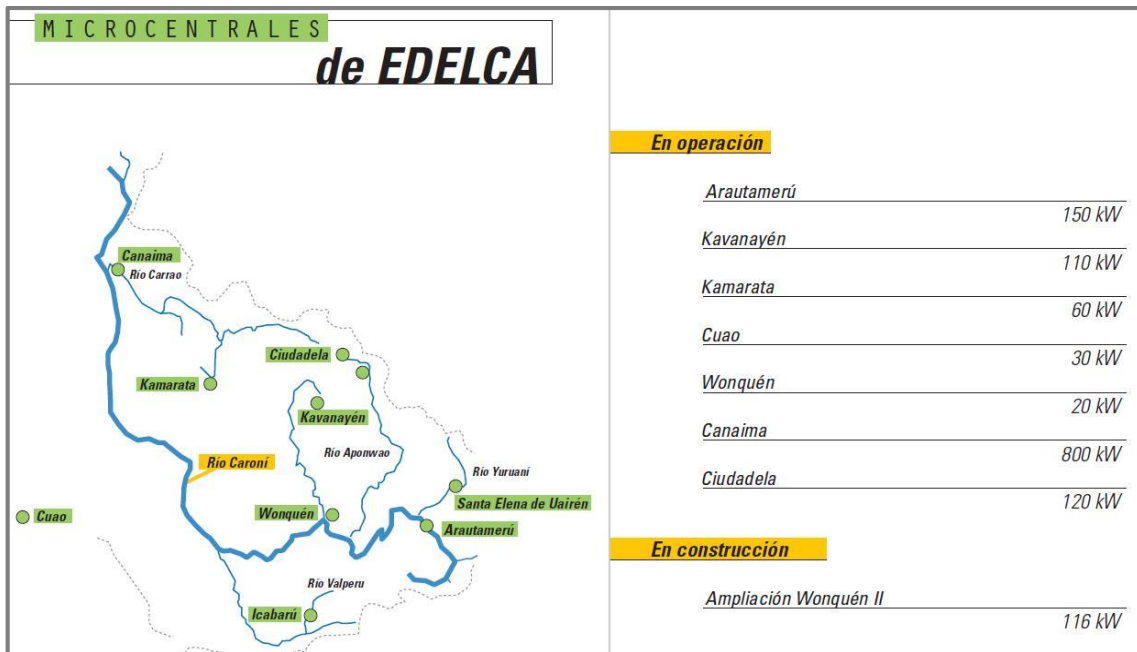 MICROCENTRALES
de EDELCA
Canaima
Río Carrao
Ciudadela
Kamarata
Kavanayén
Río Aponwao
Río Caroní
Río Yuruaní
Santa Elena de Uairén
Cuao
Wonquén
Arautamerú
Río Valperu
Icabarú
En operación
Arautamerú
150 kW
Kavanayén
110 kW
Kamarata
60 kW
Cuao
30 kW
Wonquén
20 kW
Canaima
800 kW
Ciudadela
120 kW
En construcción
Ampliación Wonquén II
116 kW